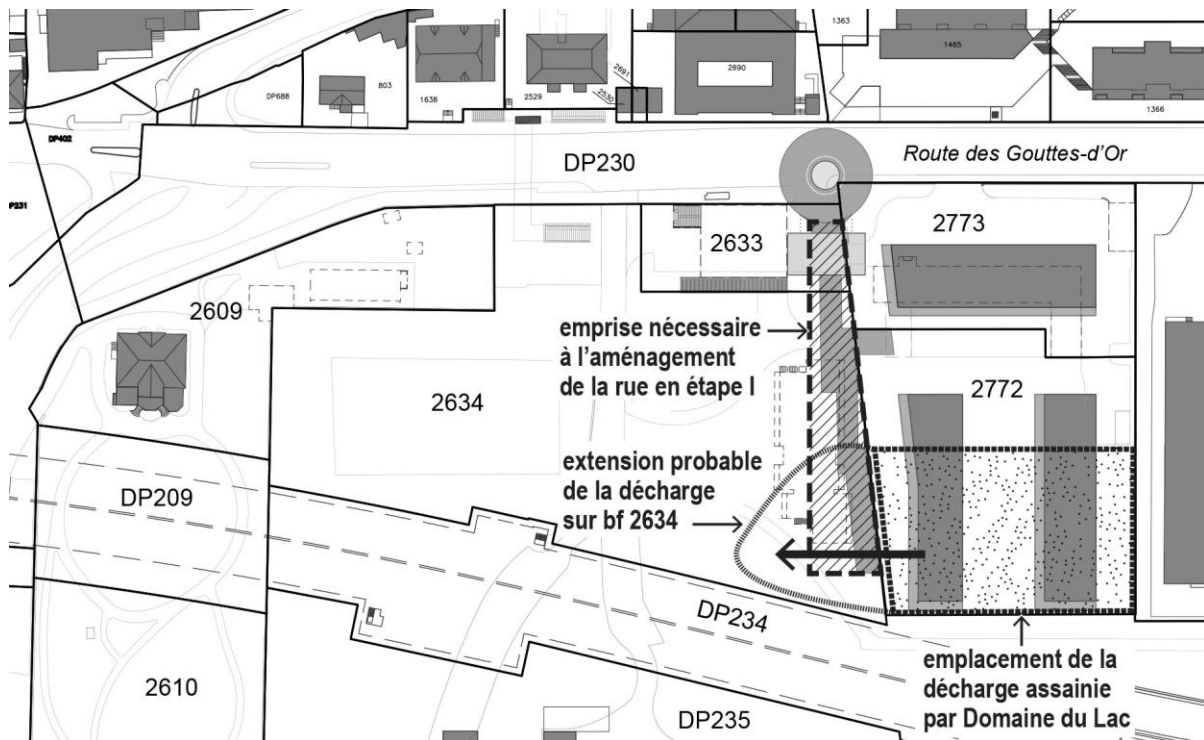 1363
1465
2690
2691
2530
803
DP688
1638
2529
1366
DP402
DP230
Route des Gouttes-d'Or
P231
2633
2773
2609
emprise nécessaire
à l'aménagement
de la rue en étape I
2634
2772
extension probable
de la décharge
sur bf 2634
DP209
DP234
2610
DP235
emplacement de la
décharge assainie
par Domaine du Lac